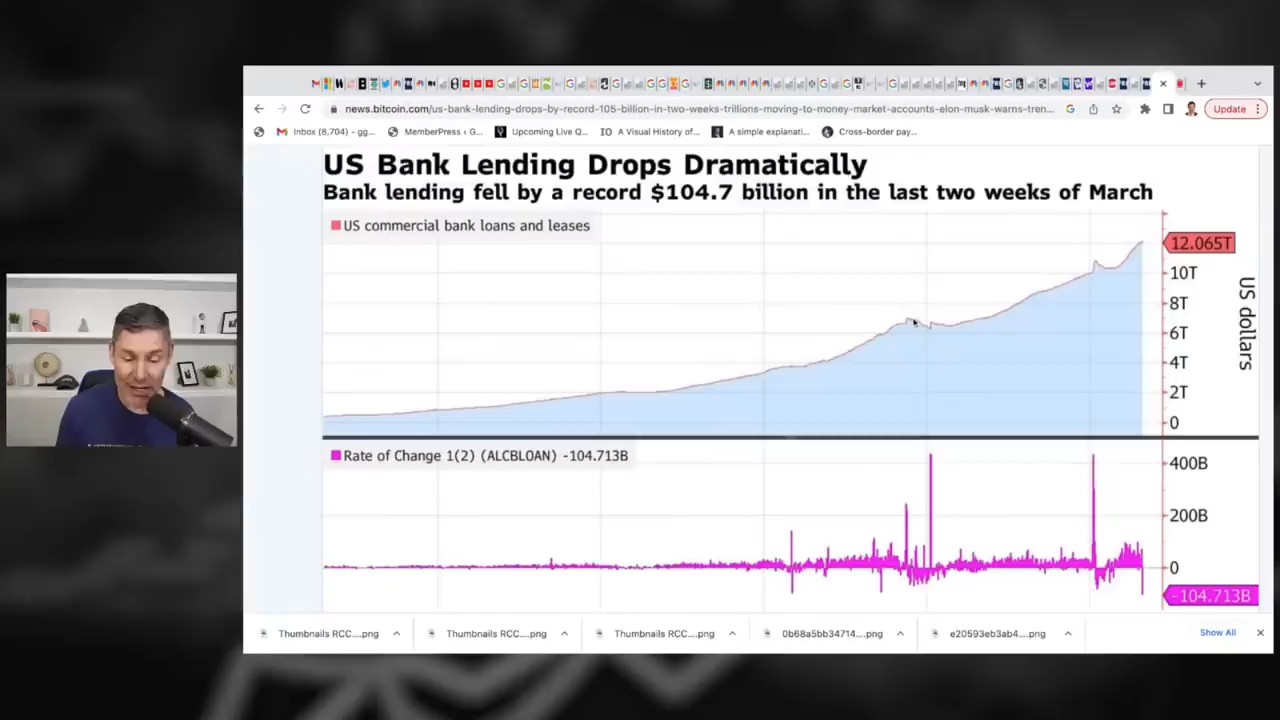 Update
news.bitcoin.com/us-bank-lending-drops-by-record-105-billion-in-two-weeks-trillions-moving-to-money-market-accounts-elon-musk-warns-tren...
Inbox (8,704) - gg...
MemberPress ‹ G...
Upcoming Live Q...
IO A Visual History of...
A simple explanati...
Cross-border pay...
US Bank Lending Drops Dramatically
Bank lending fell by a record $104.7 billion in the last two weeks of March
US commercial bank loans and leases
12.065T
10T
8T
6T
4T
2T
0
US dollars
Rate of Change 1(2) (ALCBLOAN) -104.713B
400B
200B
0
-104.713B
Thumbnails RCC....png
Thumbnails RCC....png
Thumbnails RCC....png
0b68a5bb34714...png
e20593eb3ab4....png
Show All